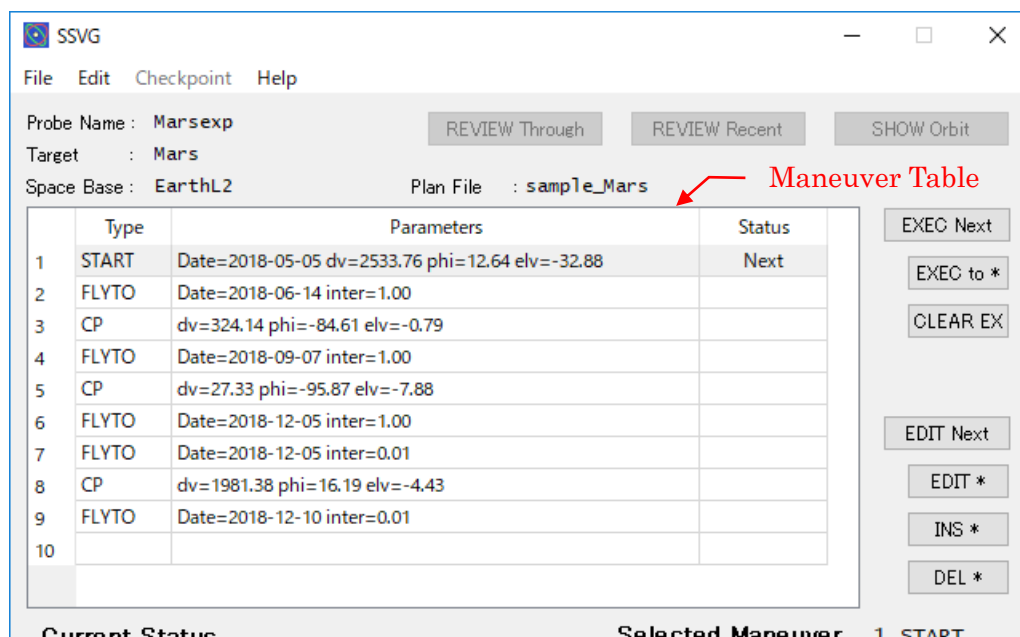 SSVG
File Edit Checkpoint Help
Probe Name : Marsexp
REVIEW Through REVIEW Recent SHOW Orbit
Target : Mars
Space Base : EarthL2 Plan File : sample_Mars
Maneuver Table
Type Parameters Status
1 START Date=2018-05-05 dv=2533.76 phi=12.64 elv=-32.88 Next
2 FLYTO Date=2018-06-14 inter=1.00
3 CP dv=324.14 phi=-84.61 elv=-0.79
4 FLYTO Date=2018-09-07 inter=1.00
5 CP dv=27.33 phi=-95.87 elv=-7.88
6 FLYTO Date=2018-12-05 inter=1.00
7 FLYTO Date=2018-12-05 inter=0.01
8 CP dv=1981.38 phi=16.19 elv=-4.43
9 FLYTO Date=2018-12-10 inter=0.01
10
EXEC Next
EXEC to *
CLEAR EX
EDIT Next
EDIT *
INS *
DEL *
Current Status Selected Maneuver 1 START